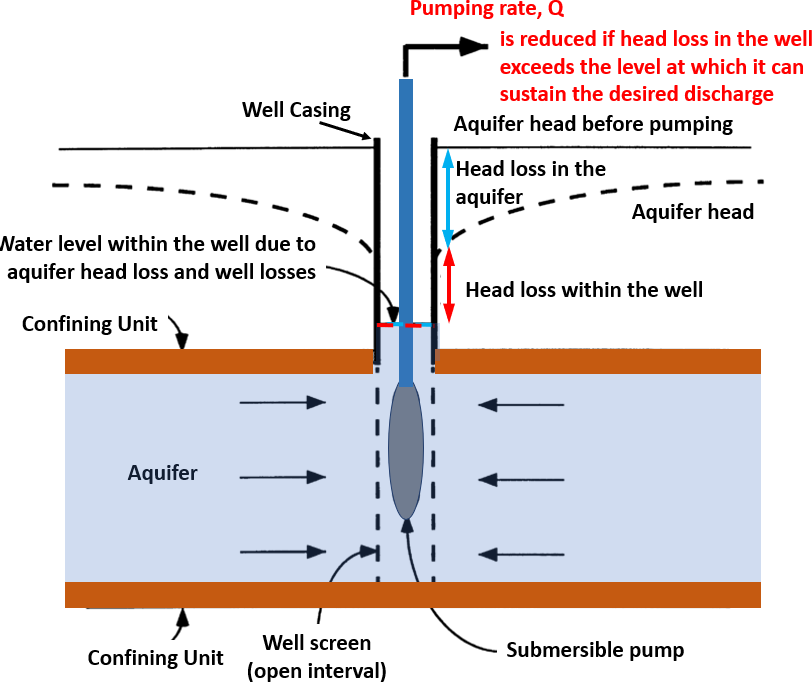 Pumping rate, Q
is reduced if head loss in the well
exceeds the level at which it can
sustain the desired discharge
Well Casing
Aquifer head before pumping
Head loss in the
aquifer
Aquifer head
Water level within the well due to
aquifer head loss and well losses
Head loss within the well
Confining Unit
Aquifer
Well screen
(open interval)
Submersible pump
Confining Unit